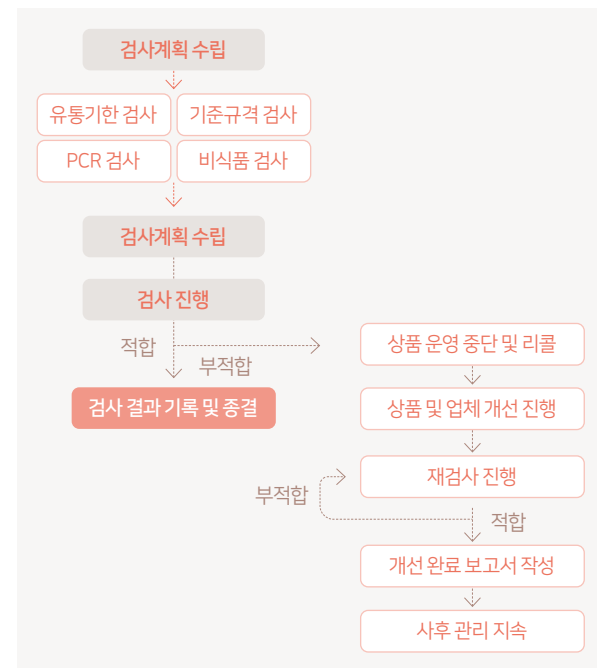 검사계획 수립
유통기한 검사
기준규격 검사
PCR 검사
비식품 검사
검사계획 수립
검사 진행
적합
부적합
검사 결과 기록 및 종결
상품 운영 중단 및 리콜
상품 및 업체 개선 진행
재검사 진행
부적합
적합
개선 완료 보고서 작성
사후 관리 지속